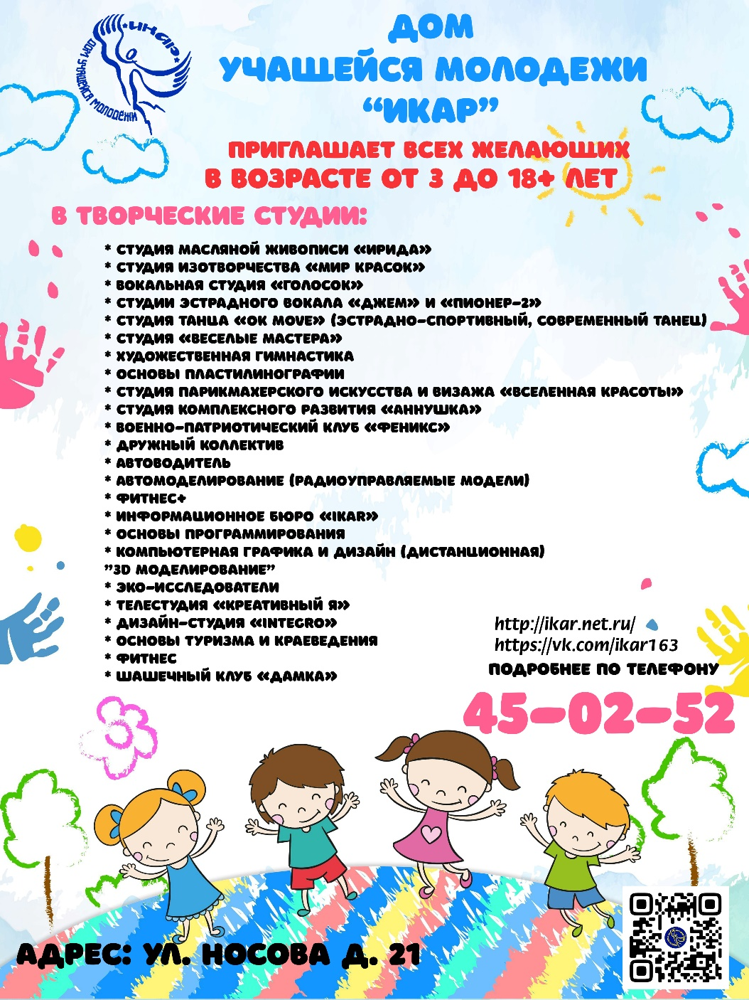 ДОМ УЧАЩЕЙСЯ МОЛОДЁЖИ *ИКАР*
ДОМ
УЧАЩЕЙСЯ МОЛОДЕЖИ
“ИКАР”
ПРИГЛАШАЕТ ВСЕХ ЖЕЛАЮЩИХ
В ВОЗРАСТЕ ОТ 3 ДО 18+ ЛЕТ
В ТВОРЧЕСКИЕ СТУДИИ:
* СТУДИЯ МАСЛЯНОЙ ЖИВОПИСИ «ИРИДА»
* СТУДИЯ ИЗОТВОРЧЕСТВА «МИР КРАСОК»
* ВОКАЛЬНАЯ СТУДИЯ «ГОЛОСОК»
* СТУДИИ ЭСТРАДНОГО ВОКАЛА «ДЖЕМ» И «ПИОНЕР-2»
* СТУДИЯ ТАНЦА «OK MOVE» (ЭСТРАДНО-СПОРТИВНЫЙ, СОВРЕМЕННЫЙ ТАНЕЦ)
* СТУДИЯ «ВЕСЕЛЫЕ МАСТЕРА»
* ХУДОЖЕСТВЕННАЯ ГИМНАСТИКА
* ОСНОВЫ ПЛАСТИЛИНОГРАФИИ
* СТУДИЯ ПАРИКМАХЕРСКОГО ИСКУССТВА И ВИЗАЖА «ВСЕЛЕННАЯ КРАСОТЫ»
* СТУДИЯ КОМПЛЕКСНОГО РАЗВИТИЯ «АННУШКА»
* ВОЕННО-ПАТРИОТИЧЕСКИЙ КЛУБ «ФЕНИКС»
* ДРУЖНЫЙ КОЛЛЕКТИВ
* АВТОВОДИТЕЛЬ
* АВТОМОДЕЛИРОВАНИЕ (РАДИОУПРАВЛЯЕМЫЕ МОДЕЛИ)
* ФИТНЕС+
* ИНФОРМАЦИОННОЕ БЮРО «IKAR»
* ОСНОВЫ ПРОГРАММИРОВАНИЯ
* КОМПЬЮТЕРНАЯ ГРАФИКА И ДИЗАЙН (ДИСТАНЦИОННАЯ)
”3D МОДЕЛИРОВАНИЕ”
* ЭКО-ИССЛЕДОВАТЕЛИ
* ТЕЛЕСТУДИЯ «КРЕАТИВНЫЙ Я»
* ДИЗАЙН-СТУДИЯ «INTEGRO»
* ОСНОВЫ ТУРИЗМА И КРАЕВЕДЕНИЯ
* ФИТНЕС
* ШАШЕЧНЫЙ КЛУБ «ДАМКА»
http://ikar.net.ru/
https://vk.com/ikar163
ПОДРОБНЕЕ ПО ТЕЛЕФОНУ
45-02-52
АДРЕС: УЛ. НОСОВА Д. 21